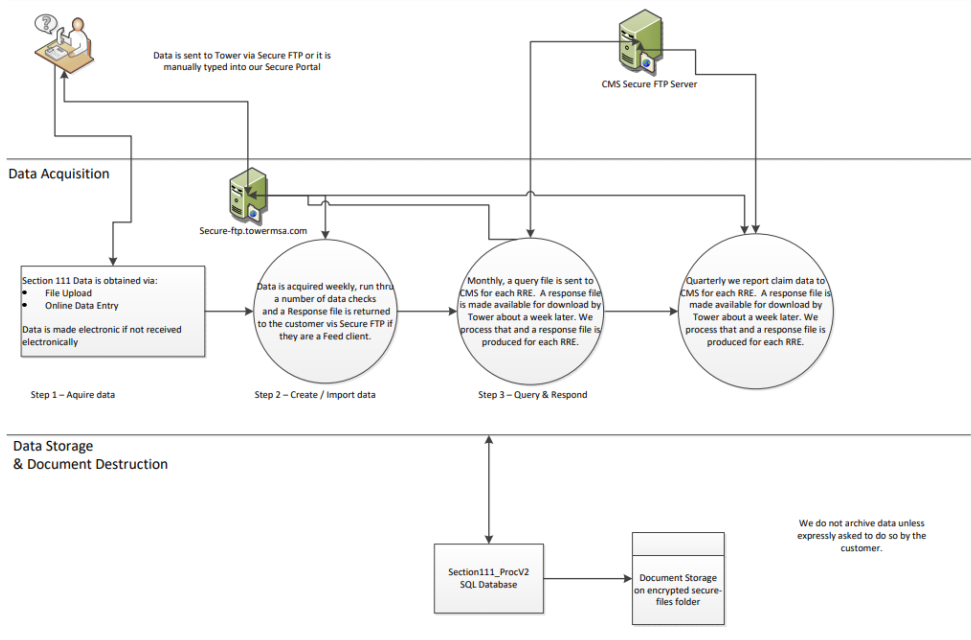 Data is sent to Tower via Secure FTP or it is
manually typed into our Secure Portal
CMS Secure FTP Server
Data Acquisition
Secure-ftp.towermsa.com
Section 111 Data is obtained via:
• File Upload
• Online Data Entry
Data is made electronic if not received
electronically
Data is acquired weekly, run thru
a number of data checks
and a Response file is returned
to the customer vis Secure FTP if
they are a Feed client.
Monthly, a query file is sent to
CMS for each RRE. A response file
is made available for download by
Tower about a week later. We
process that and a response file is
produced for each RRE.
Quarterly we report claim data to
CMS for each RRE. A response file is
made available for download by
Tower about a week later. We
process that and a response file is
produced for each RRE.
Step 1 – Aquire data
Step 2 – Create / Import data
Step 3 – Query & Respond
Data Storage
& Document Destruction
We do not archive data unless
expressly asked to do so by the
customer.
Section111_ProcV2
SQL Database
Document Storage
on encrypted secure-
files folder